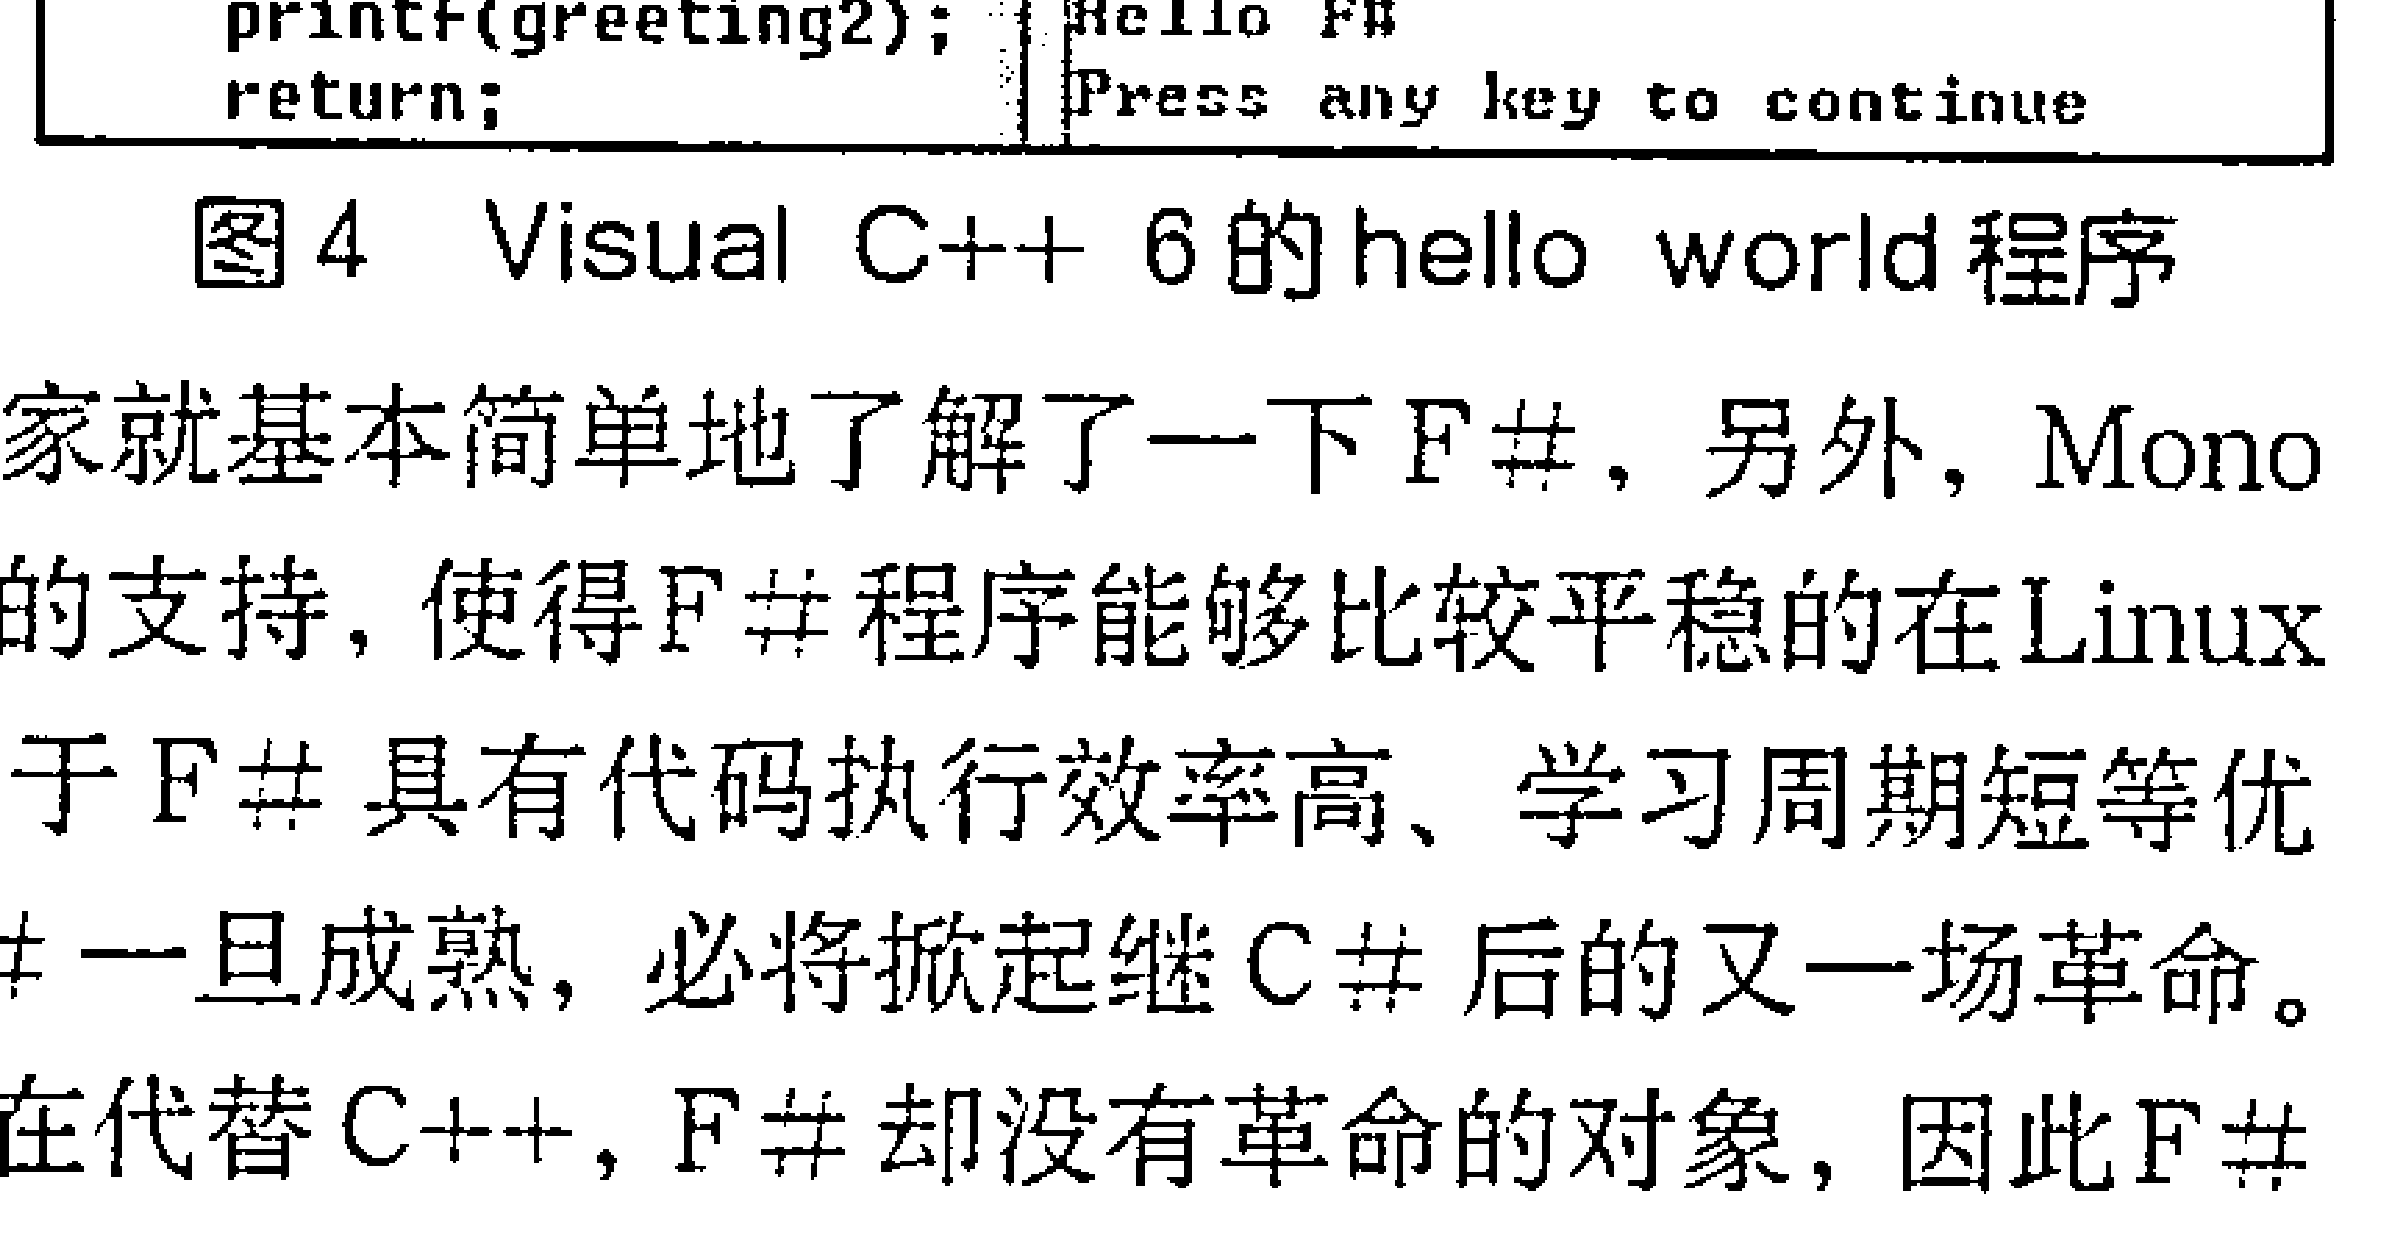 printf(greeting2);
return;
Hello F#
Press any key to continue
图4 Visual C++ 6的hello world程序
家就基本简单地了解了一下F#，另外，Mono
的支持，使得F#程序能够比较平稳的在Linux
于F#具有代码执行效率高、学习周期短等优
#一旦成熟，必将掀起继C#后的又一场革命。
在代替C++，F#却没有革命的对象，因此F#